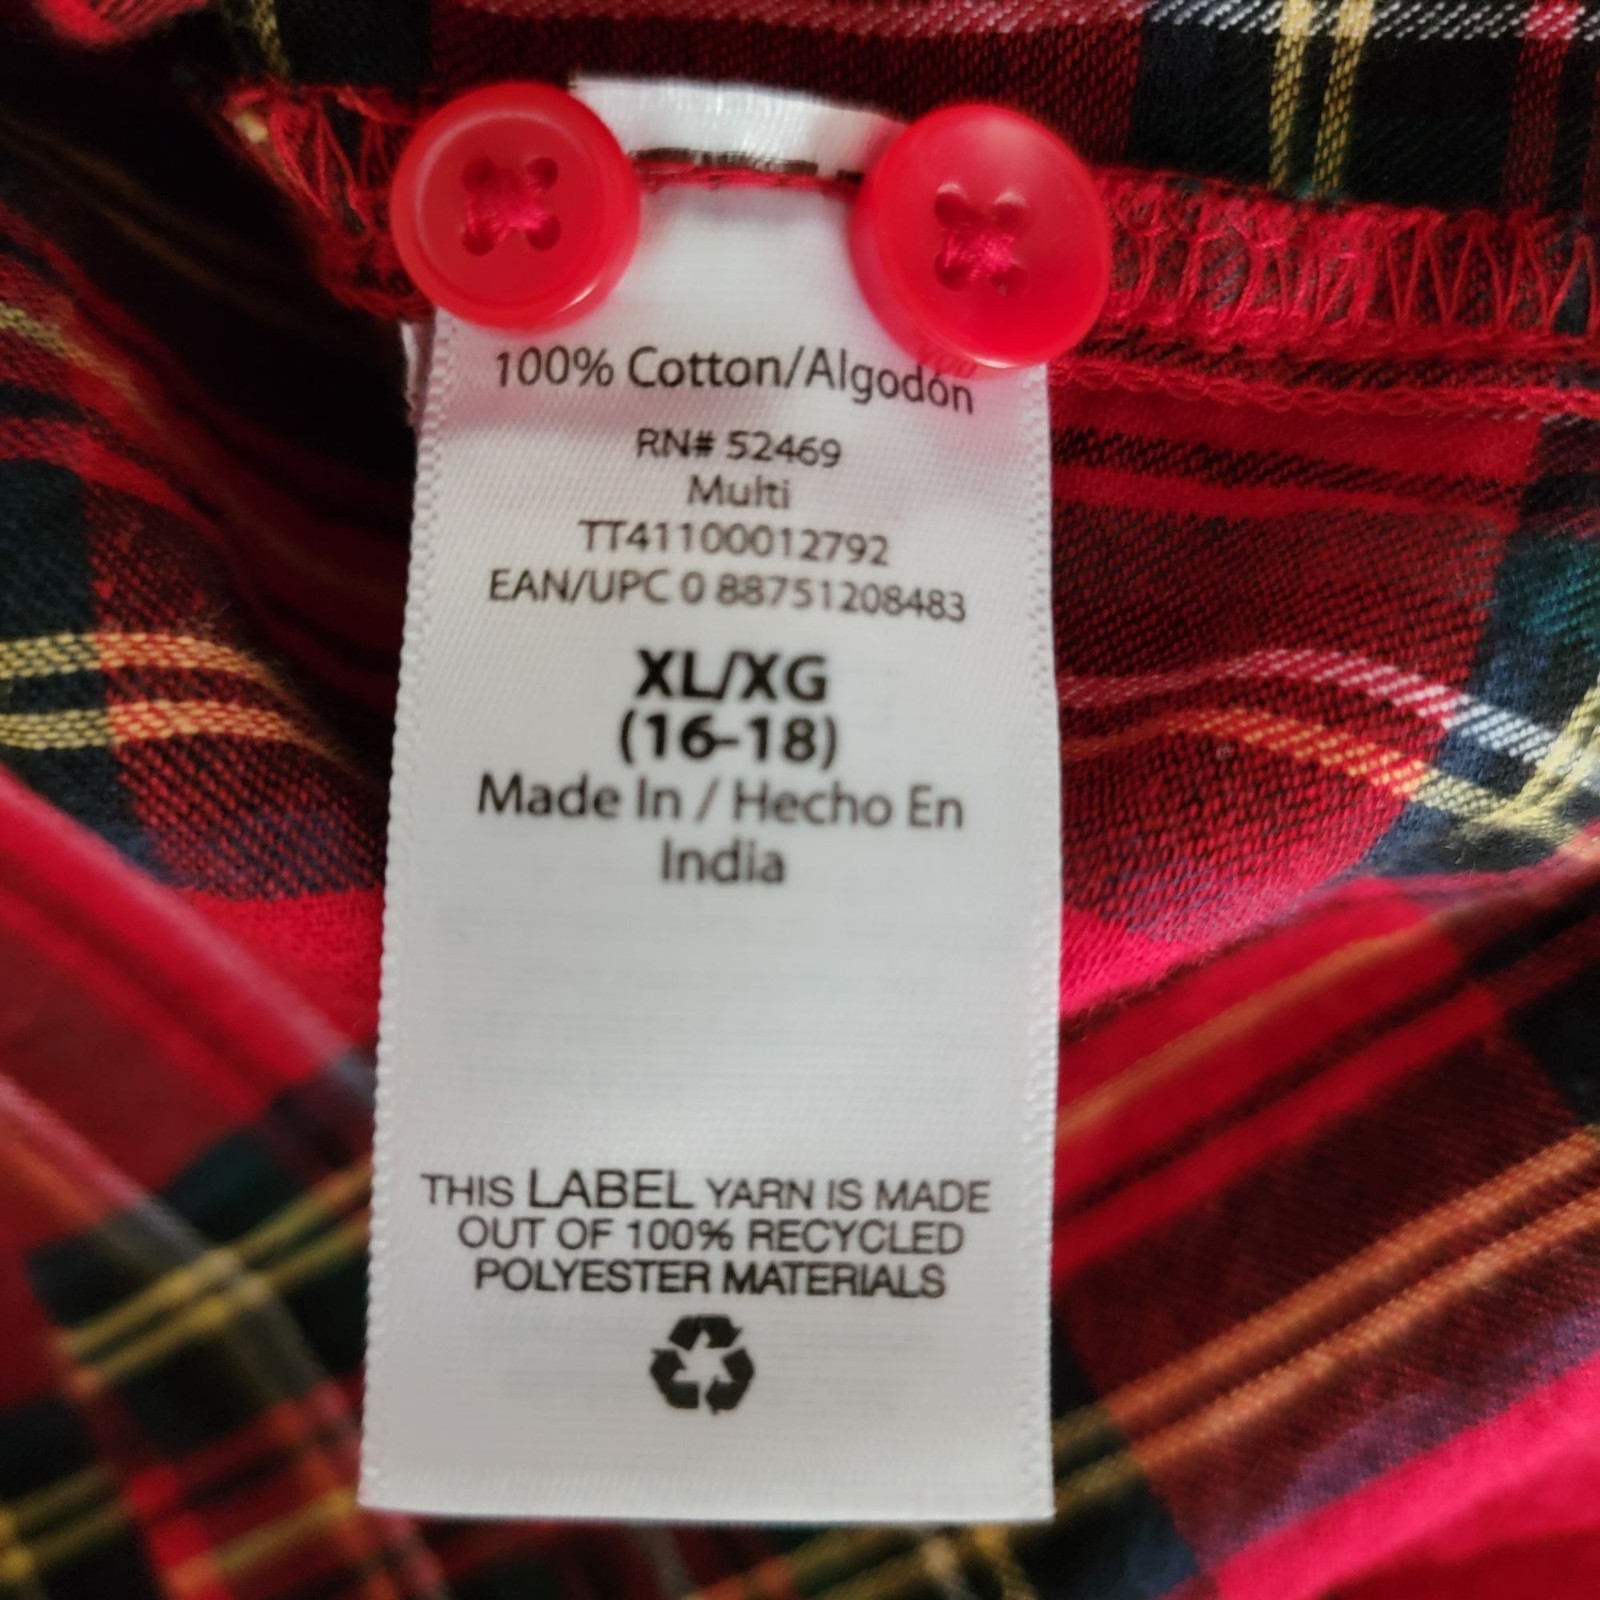 100% Cotton/Algodón
RN# 52469
Multi
TT41100012792
EAN/UPC 0 88751208483
XL/XG
(16-18)
Made In / Hecho En
India
THIS LABEL YARN IS MADE
OUT OF 100% RECYCLED
POLYESTER MATERIALS